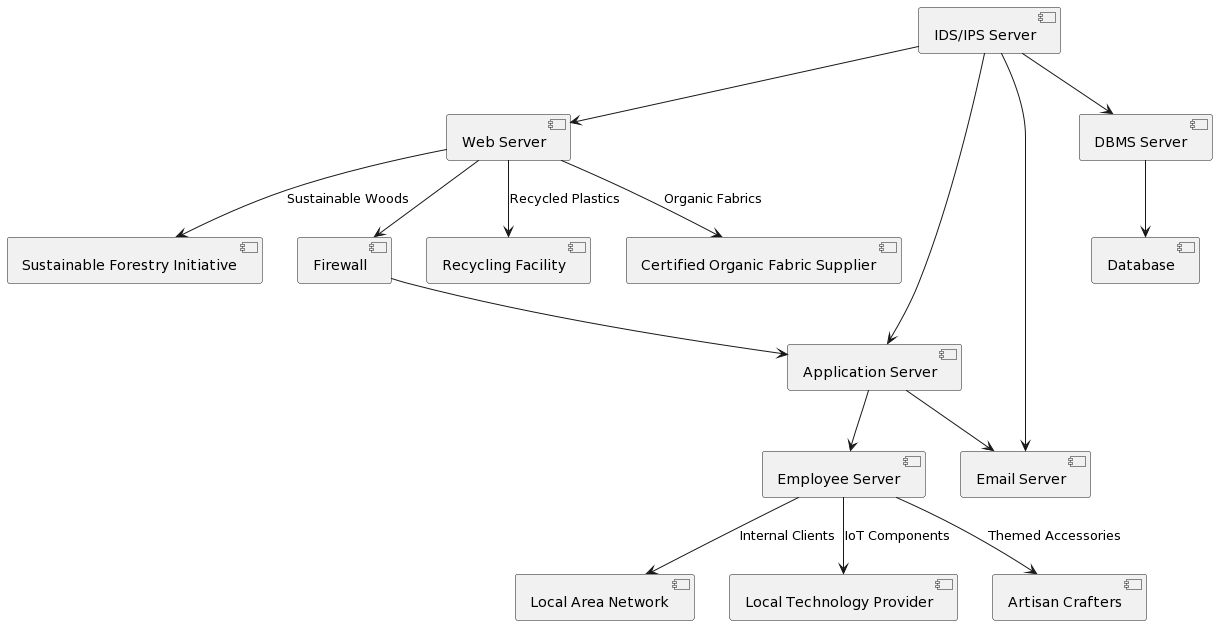 IDS/IPS Server
Web Server
DBMS Server
Sustainable Woods
Recycled Plastics
Organic Fabrics
Sustainable Forestry Initiative
Firewall
Recycling Facility
Certified Organic Fabric Supplier
Database
Application Server
Employee Server
Email Server
Internal Clients
IoT Components
Themed Accessories
Local Area Network
Local Technology Provider
Artisan Crafters